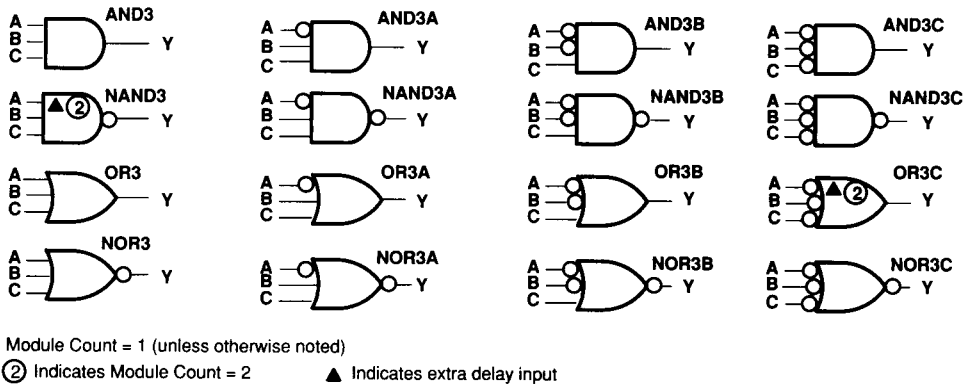 AND3
A
B
C
Y
AND3A
A
B
C
Y
AND3B
A
B
C
Y
AND3C
A
B
C
Y
NAND3
A
B
C
▲ ②
Y
NAND3A
A
B
C
Y
NAND3B
A
B
C
Y
NAND3C
A
B
C
Y
OR3
A
B
C
Y
OR3A
A
B
C
Y
OR3B
A
B
C
Y
OR3C
A
B
C
▲ ②
Y
NOR3
A
B
C
Y
NOR3A
A
B
C
Y
NOR3B
A
B
C
Y
NOR3C
A
B
C
Y
Module Count = 1 (unless otherwise noted)
② Indicates Module Count = 2
▲ Indicates extra delay input